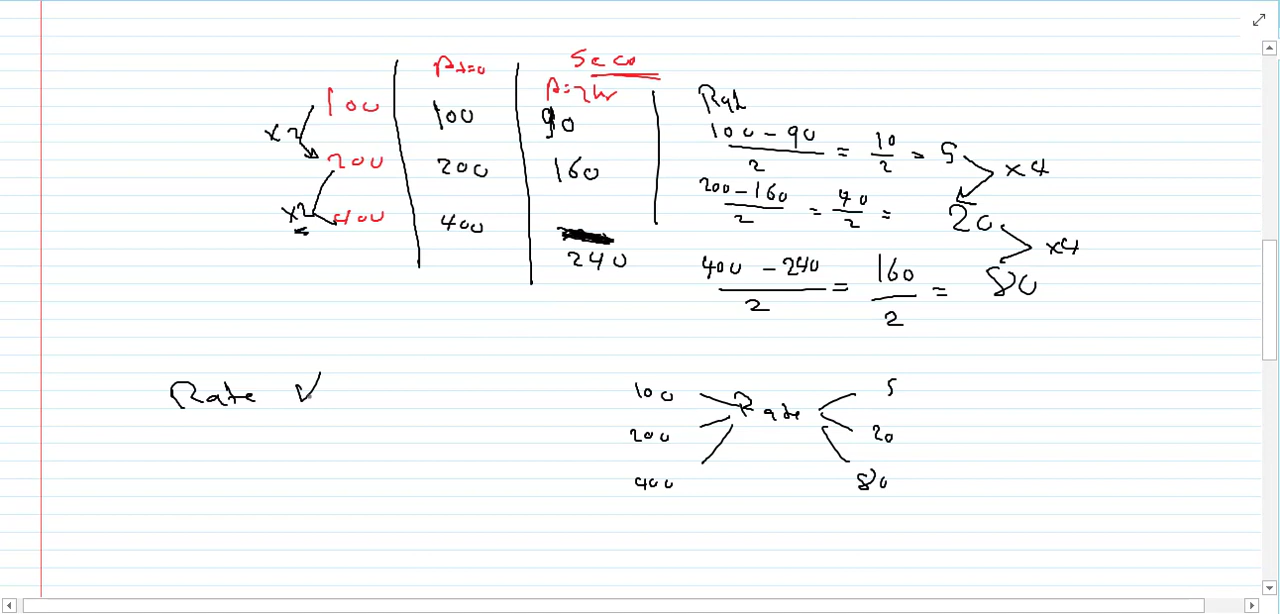 A t=0 Seco
A=2hr
100 100 90 Rat
x2 100 - 90 / 2 = 10 / 2 = 5 x4
200 200 160 200 - 160 / 2 = 40 / 2 = 20
x2 400 400 x4
240 400 - 240 / 2 = 160 / 2 = 80
Rate 100 Rate 5
200 20
400 80